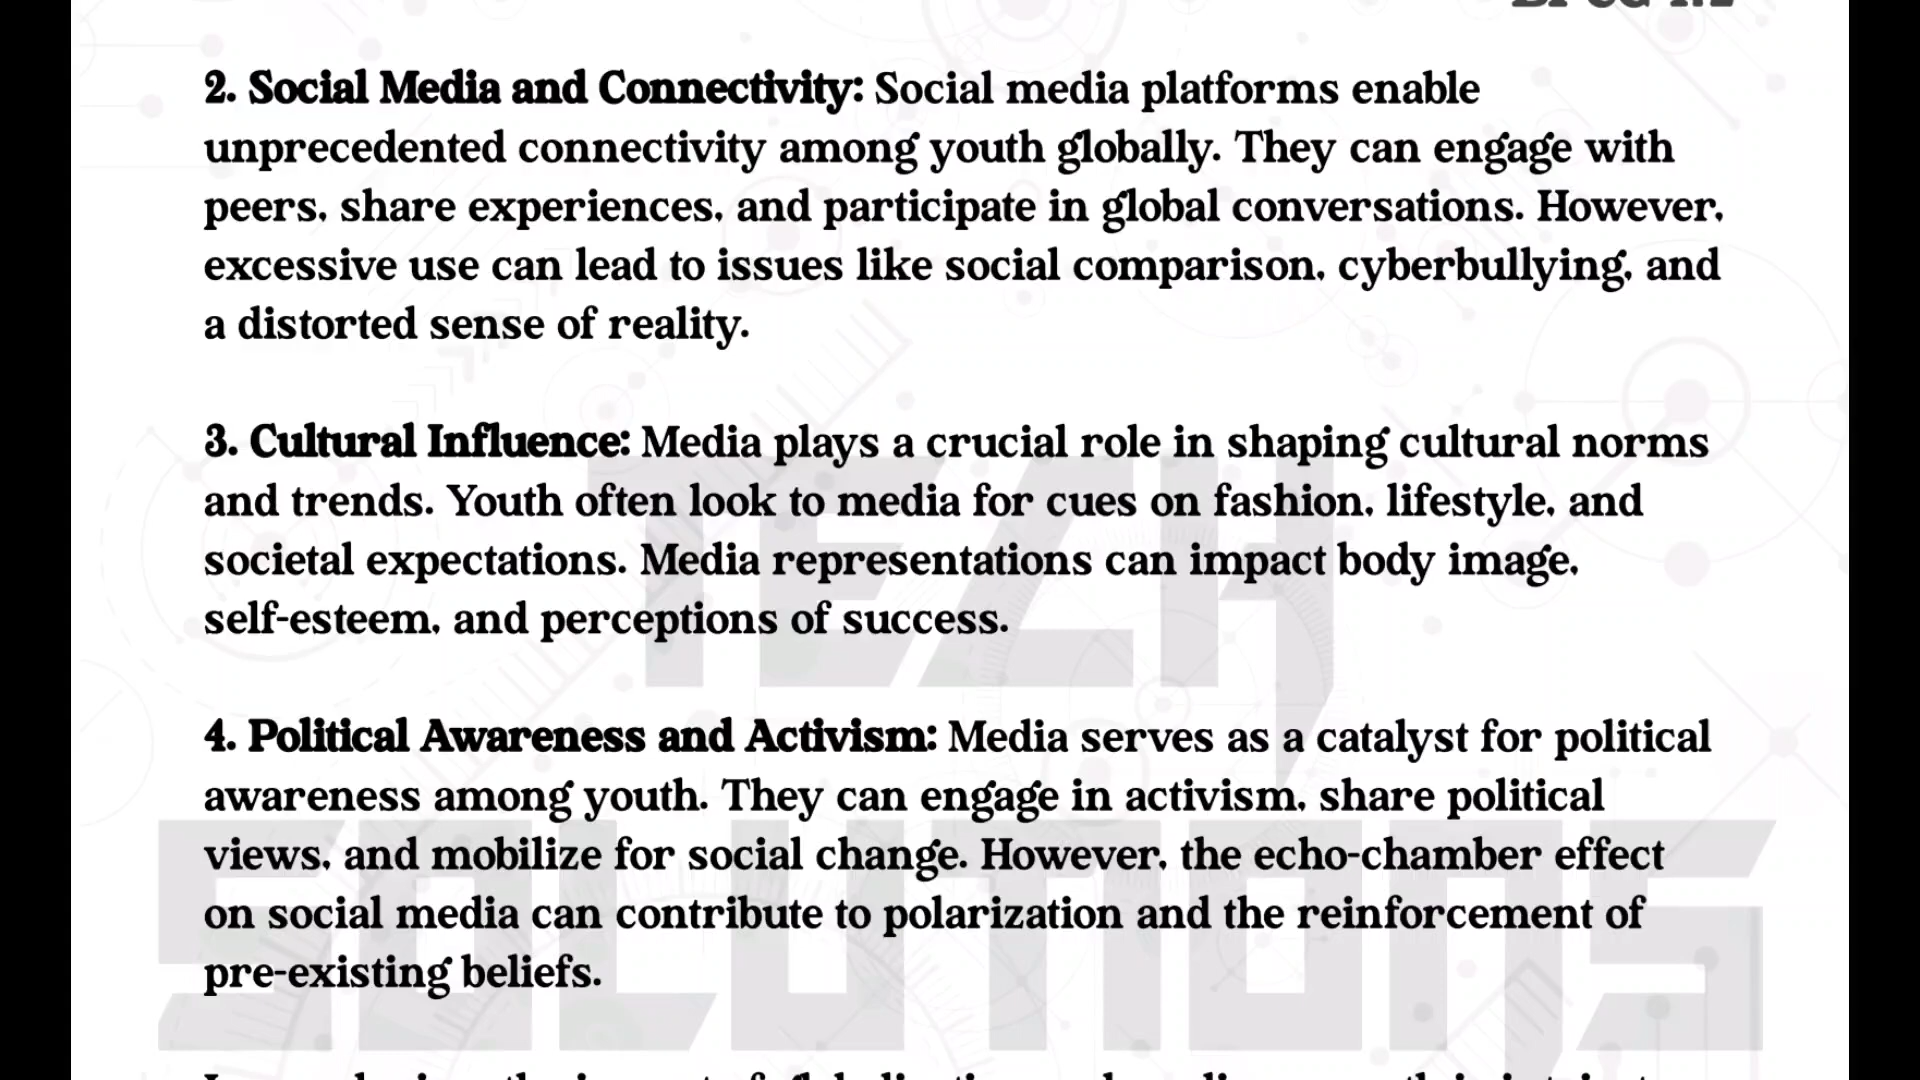 2. Social Media and Connectivity: Social media platforms enable
unprecedented connectivity among youth globally. They can engage with
peers, share experiences, and participate in global conversations. However,
excessive use can lead to issues like social comparison, cyberbullying, and
a distorted sense of reality.
3. Cultural Influence: Media plays a crucial role in shaping cultural norms
and trends. Youth often look to media for cues on fashion, lifestyle, and
societal expectations. Media representations can impact body image,
self-esteem, and perceptions of success.
4. Political Awareness and Activism: Media serves as a catalyst for political
awareness among youth. They can engage in activism, share political
views, and mobilize for social change. However, the echo-chamber effect
on social media can contribute to polarization and the reinforcement of
pre-existing beliefs.
SOLUTIONS